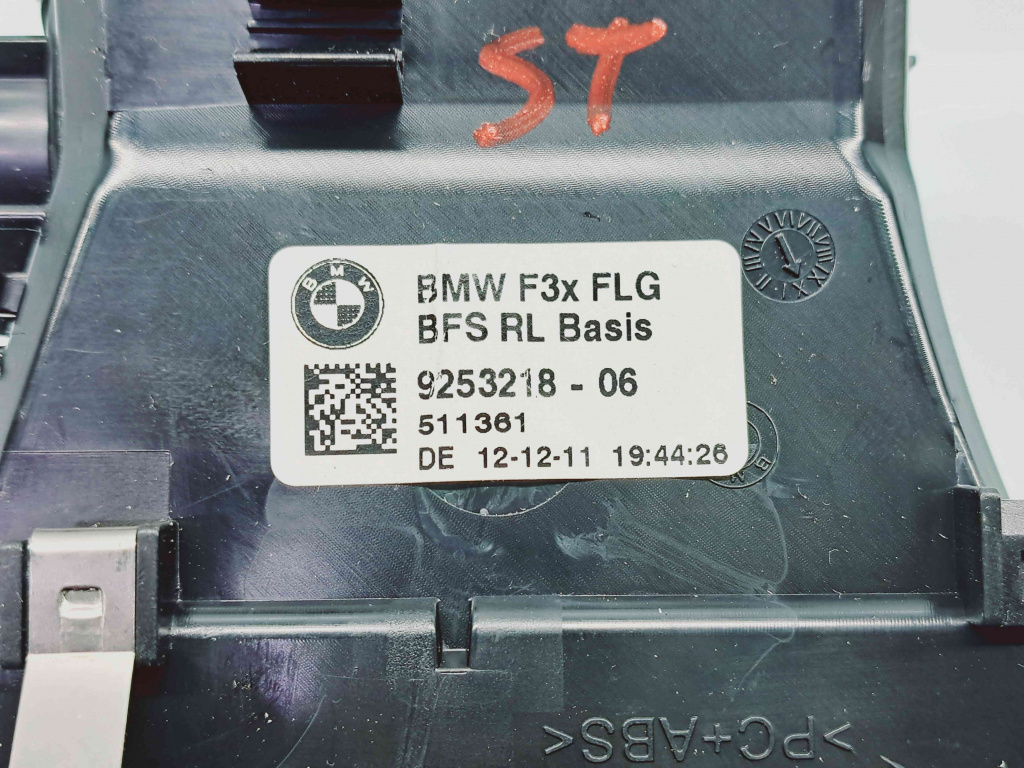 ST
BMW
BMW F3x FLG
BFS RL Basis
9253218 - 06
511361
DE 12-12-11 19:44:26
>PC+ABS<